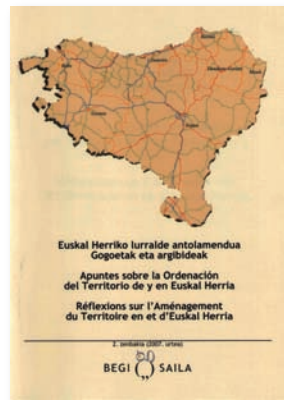 Euskal Herriko lurralde antolamendua
Gogoetak eta argibideak
Apuntes sobre la Ordenación
del Territorio de y en Euskal Herria
Réflexions sur l'Aménagement
du Territoire en et d'Euskal Herria
2. zenbakia (2007. urtea)
BEGI SAILA